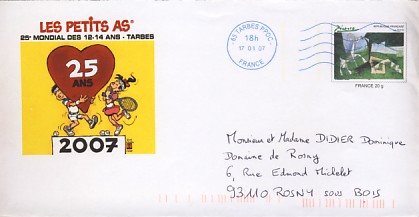 LES PETITS AS
25e MONDIAL DES 12-14 ANS - TARBES
25
ANS
2007
65 TARBES PPDC
18h
17 01 07
FRANCE
FRANCE 20 g
Monsieur et Madame DIDIER Dominique
Domaine de Rosny
6, Rue Edmond Michelet
93110 ROSNY SOUS BOIS